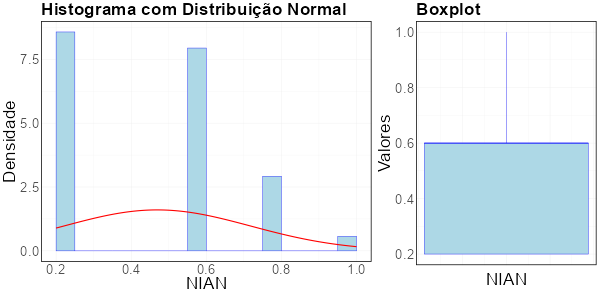 Histograma com Distribuição Normal
Densidade
7.5
5.0
2.5
0.0
0.2 0.4 0.6 0.8 1.0
NIAN
Boxplot
Valores
1.0
0.8
0.6
0.4
0.2
NIAN